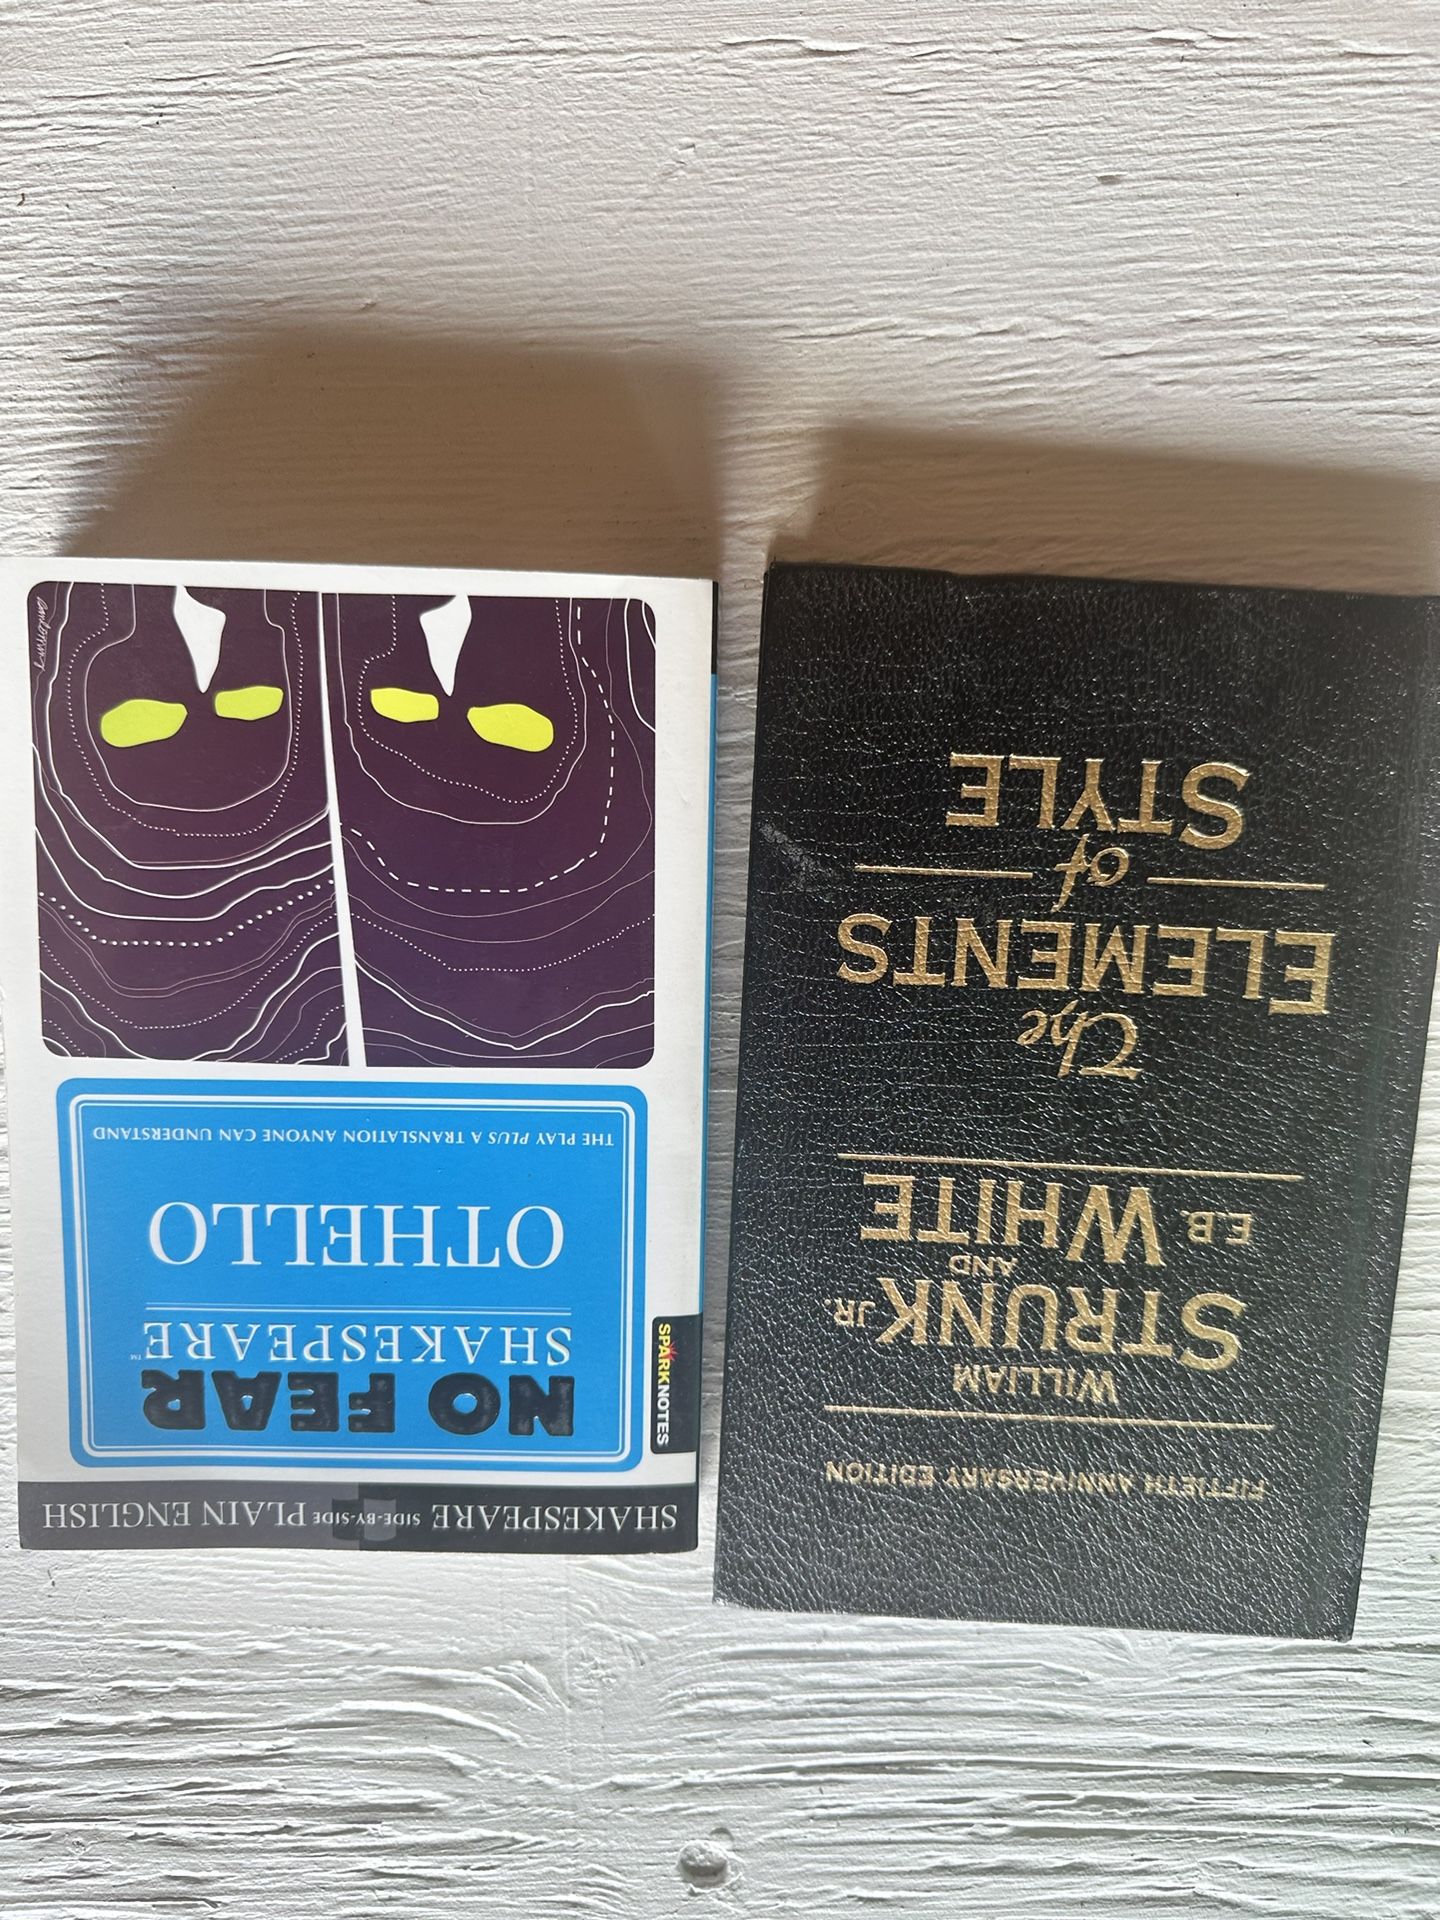 SHAKESPEARE SIDE-BY-SIDE PLAIN ENGLISH
SPARKNOTES
NO FEAR
SHAKESPEARE™
OTHELLO
THE PLAY PLUS A TRANSLATION ANYONE CAN UNDERSTAND
FIFTIETH ANNIVERSARY EDITION
WILLIAM
STRUNK JR.
AND
E.B. WHITE
The
ELEMENTS
of
STYLE